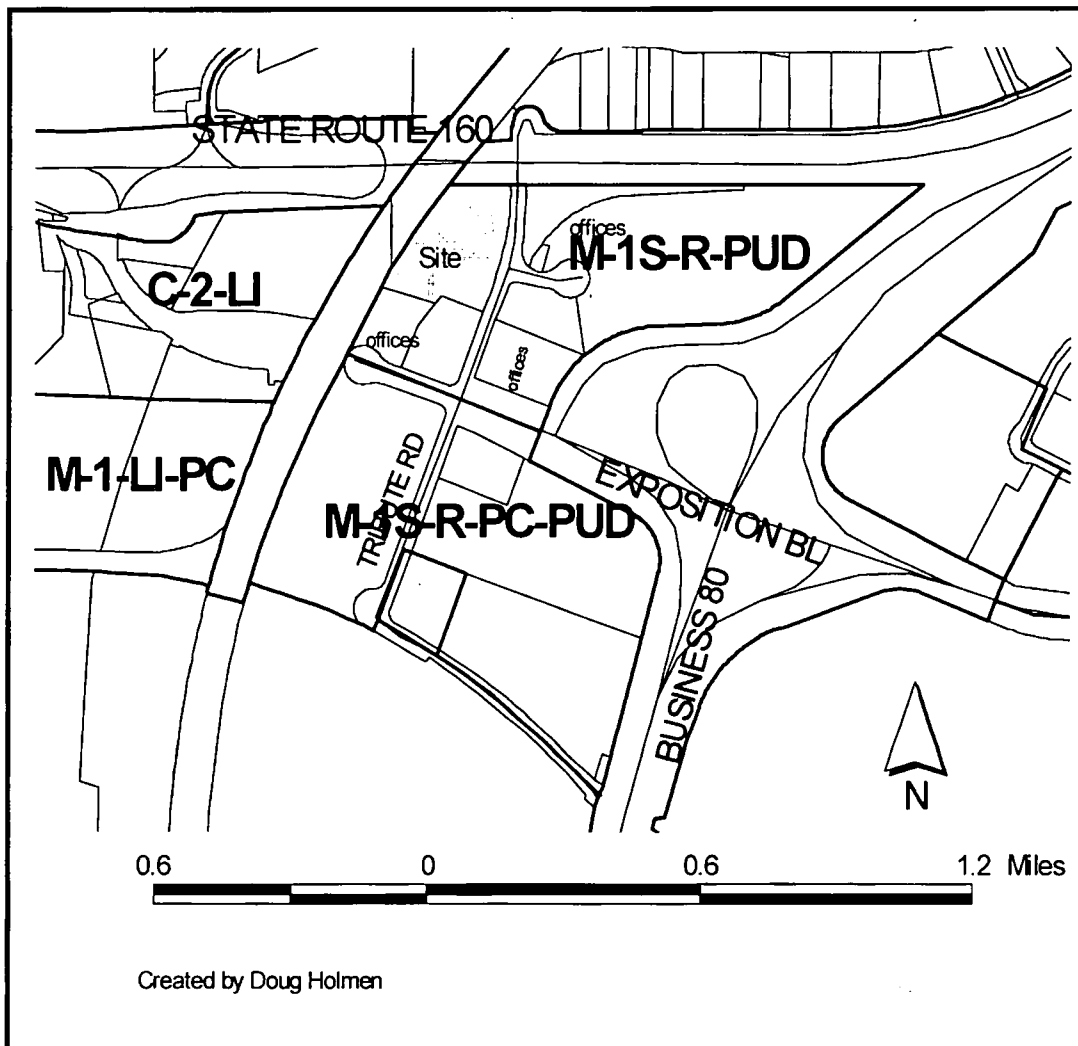 STATE ROUTE 160
offices
M-1S-R-PUD
Site
C-2-LI
offices
offices
M-1-LI-PC
TRIBUTE RD
M-1S-R-PC-PUD
EXPOSITION BL
BUSINESS 80
N
0.6 0 0.6 1.2 Miles
Created by Doug Holmen